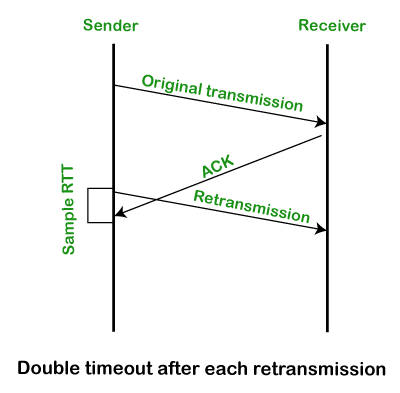 Sender
Receiver
Original transmission
ACK
Retransmission
Sample RTT
Double timeout after each retransmission